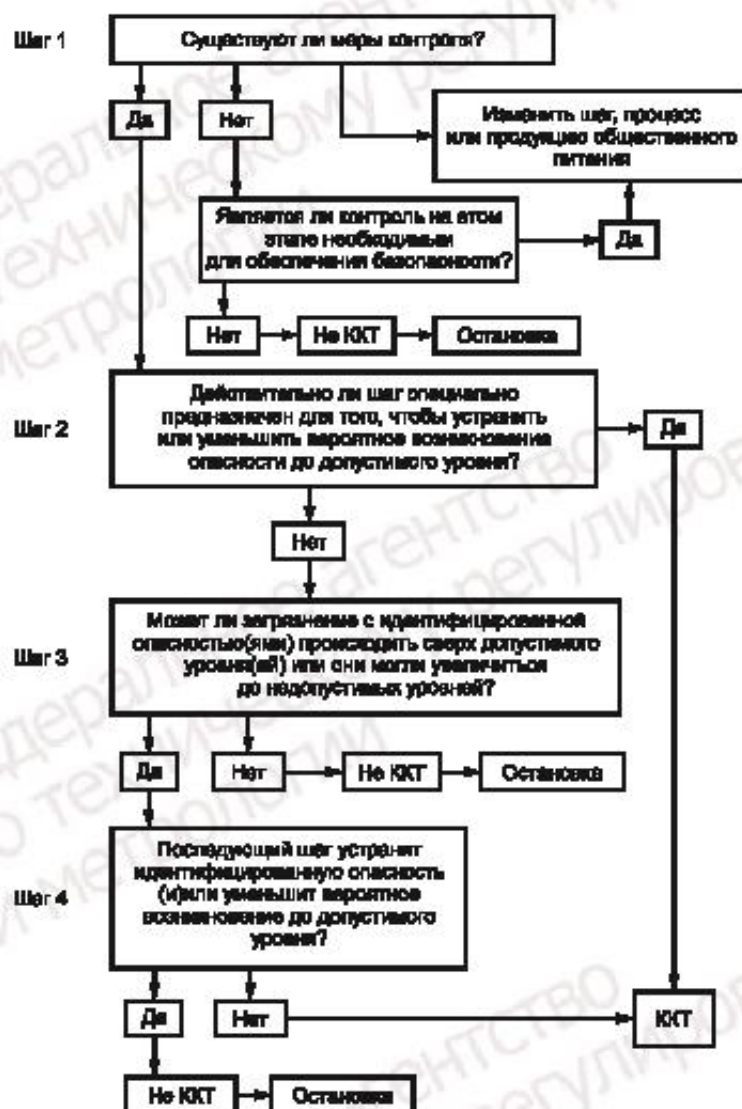 Шаг 1
Существуют ли меры контроля?
Да
Нет
Изменить шаг, процесс
или продукцию общественного
питания
Является ли контроль на этом
этапе необходимым
для обеспечения безопасности?
Да
Нет
Не ККТ
Остановка
Шаг 2
Действительно ли шаг специально
предназначен для того, чтобы устранить
или уменьшить вероятное возникновение
опасности до допустимого уровня?
Да
Нет
Шаг 3
Может ли загрязнение с идентифицированной
опасностью(ями) происходить сверх допустимого
уровня(ей) или они могли увеличиться
до недопустимых уровней?
Да
Нет
Не ККТ
Остановка
Шаг 4
Последующий шаг устранит
идентифицированную опасность
(и)или уменьшит вероятное
возникновение до допустимого
уровня?
Да
Нет
ККТ
Не ККТ
Остановка